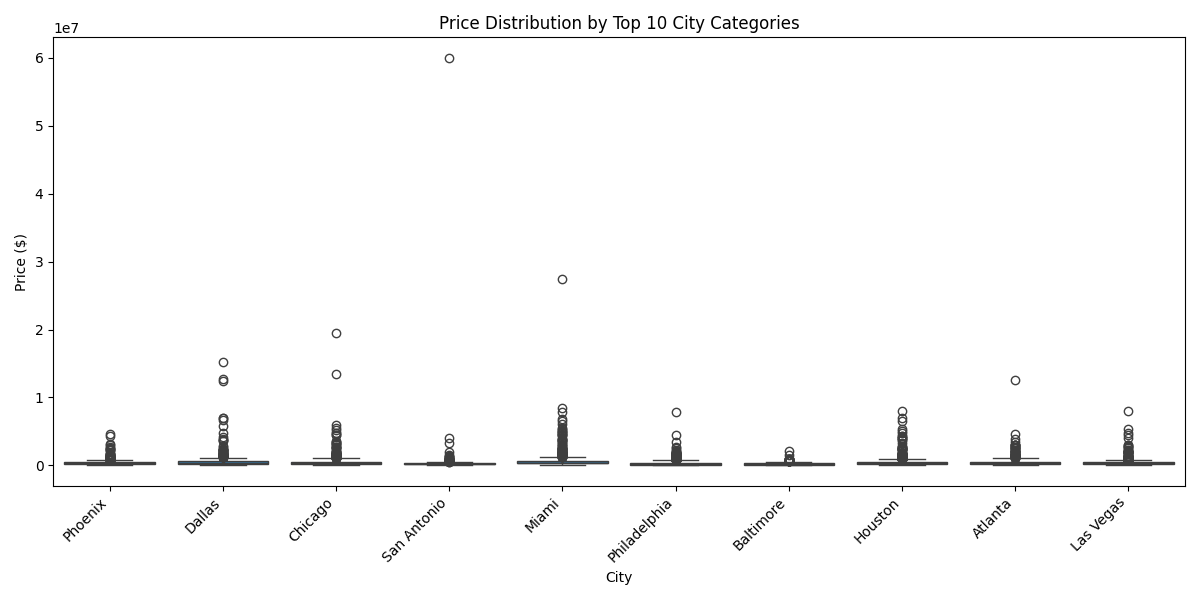 Price Distribution by Top 10 City Categories
1e7
6
5
4
3
2
1
0
Price ($)
Phoenix
Dallas
Chicago
San Antonio
Miami
Philadelphia
Baltimore
Houston
Atlanta
Las Vegas
City